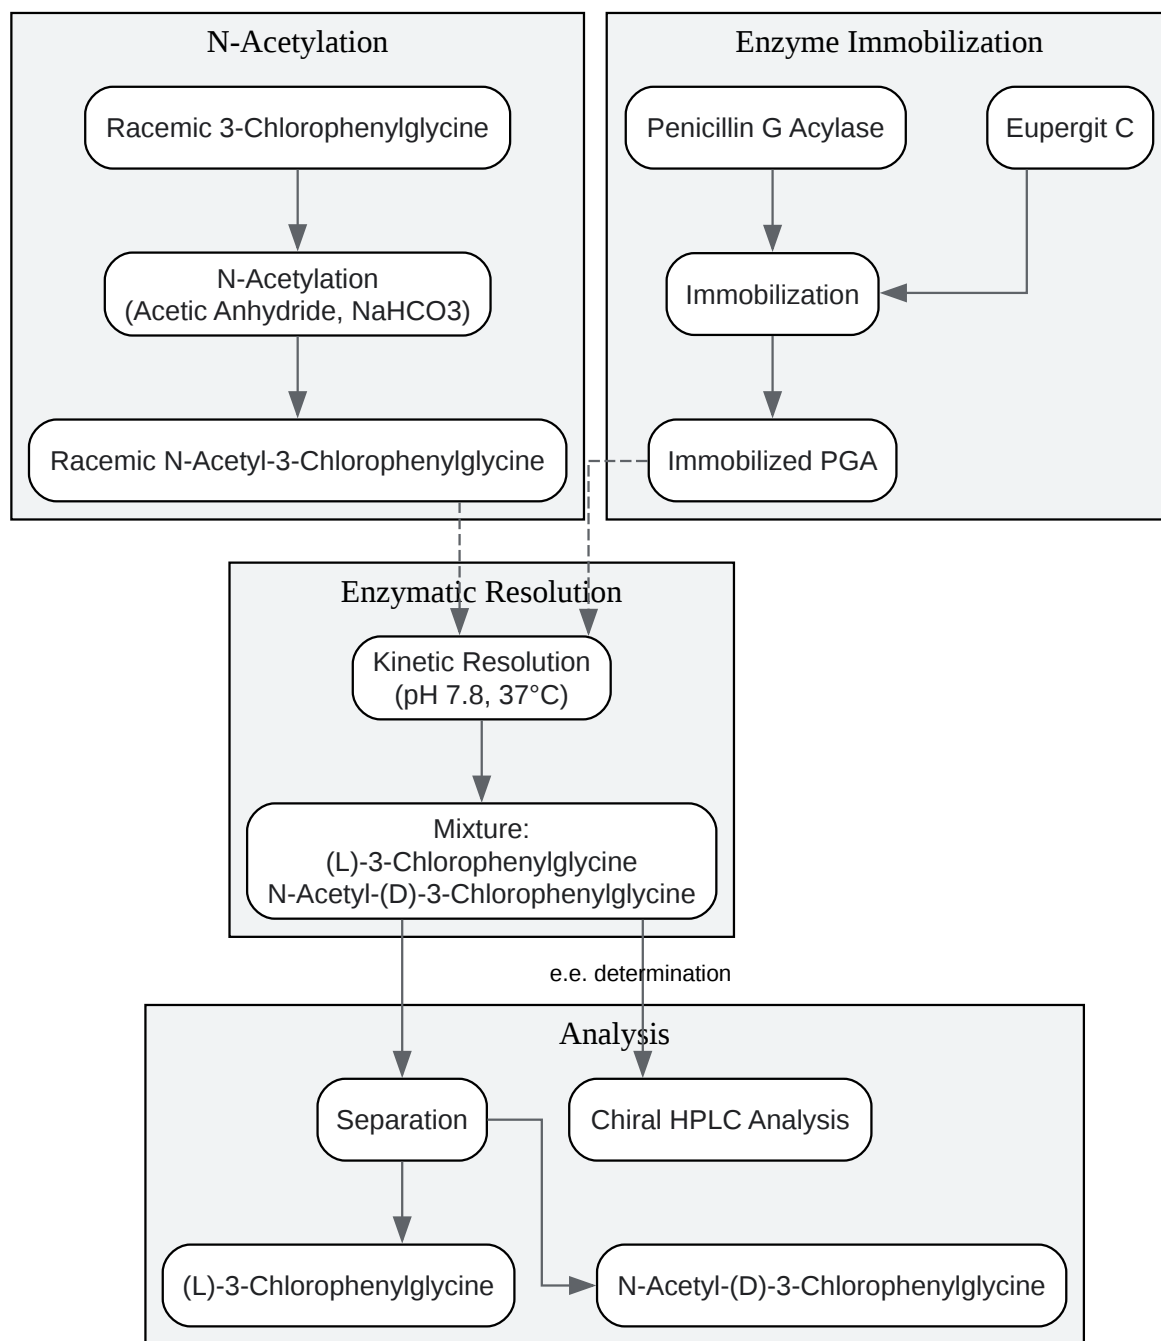 N-Acetylation
Racemic 3-Chlorophenylglycine
N-Acetylation
(Acetic Anhydride, NaHCO3)
Racemic N-Acetyl-3-Chlorophenylglycine
Enzyme Immobilization
Penicillin G Acylase
Eupergit C
Immobilization
Immobilized PGA
Enzymatic Resolution
Kinetic Resolution
(pH 7.8, 37°C)
Mixture:
(L)-3-Chlorophenylglycine
N-Acetyl-(D)-3-Chlorophenylglycine
e.e. determination
Analysis
Separation
Chiral HPLC Analysis
(L)-3-Chlorophenylglycine
N-Acetyl-(D)-3-Chlorophenylglycine